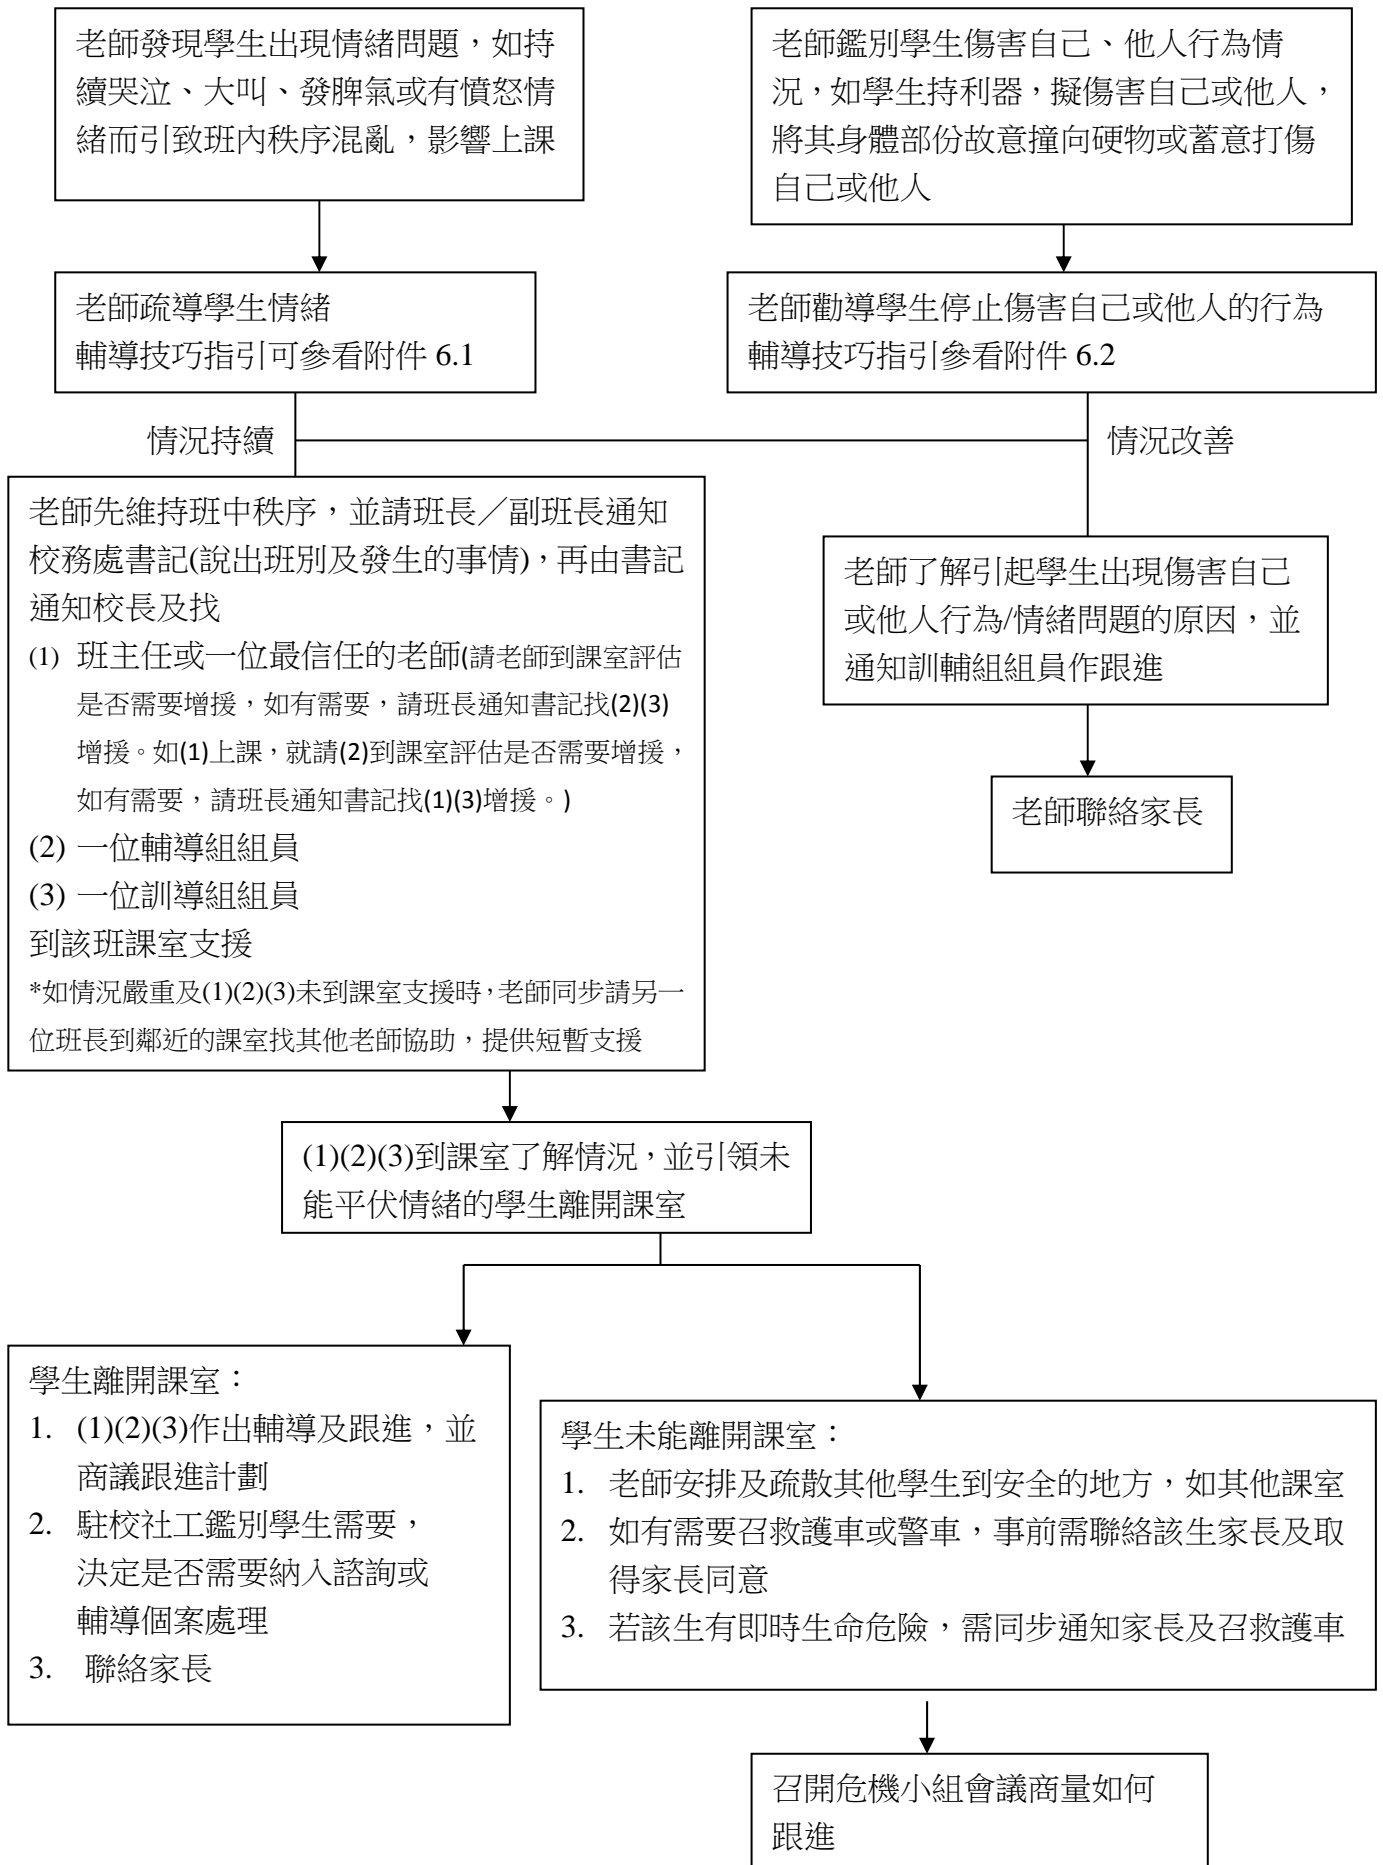 老師發現學生出現情緒問題，如持
續哭泣、大叫、發脾氣或有憤怒情
緒而引致班內秩序混亂，影響上課
老師鑑別學生傷害自己、他人行為情
況，如學生持利器，擬傷害自己或他人，
將其身體部份故意撞向硬物或蓄意打傷
自己或他人
老師疏導學生情緒
輔導技巧指引可參看附件 6.1
老師勸導學生停止傷害自己或他人的行為
輔導技巧指引參看附件 6.2
情況持續
情況改善
老師先維持班中秩序，並請班長／副班長通知
校務處書記(說出班別及發生的事情)，再由書記
通知校長及找
(1) 班主任或一位最信任的老師(請老師到課室評估
是否需要增援，如有需要，請班長通知書記找(2)(3)
增援。如(1)上課，就請(2)到課室評估是否需要增援，
如有需要，請班長通知書記找(1)(3)增援。)
(2) 一位輔導組組員
(3) 一位訓導組組員
到該班課室支援
*如情況嚴重及(1)(2)(3)未到課室支援時，老師同步請另一
位班長到鄰近的課室找其他老師協助，提供短暫支援
老師了解引起學生出現傷害自己
或他人行為/情緒問題的原因，並
通知訓輔組組員作跟進
老師聯絡家長
(1)(2)(3)到課室了解情況，並引領未
能平伏情緒的學生離開課室
學生離開課室：
1. (1)(2)(3)作出輔導及跟進，並
商議跟進計劃
2. 駐校社工鑑別學生需要，
決定是否需要納入諮詢或
輔導個案處理
3. 聯絡家長
學生未能離開課室：
1. 老師安排及疏散其他學生到安全的地方，如其他課室
2. 如有需要召救護車或警車，事前需聯絡該生家長及取
得家長同意
3. 若該生有即時生命危險，需同步通知家長及召救護車
召開危機小組會議商量如何
跟進